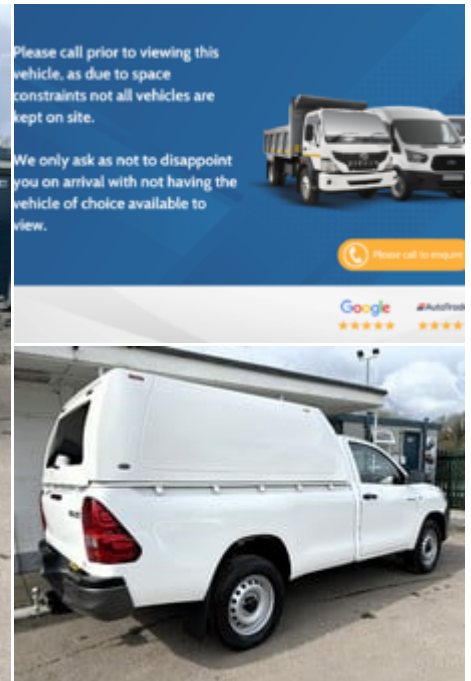 Please call prior to viewing this
vehicle, as due to space
constraints not all vehicles are
kept on site.
We only ask as not to disappoint
you on arrival with not having the
vehicle of choice available to
view.
Please call to enquire
Google
AutoTrade